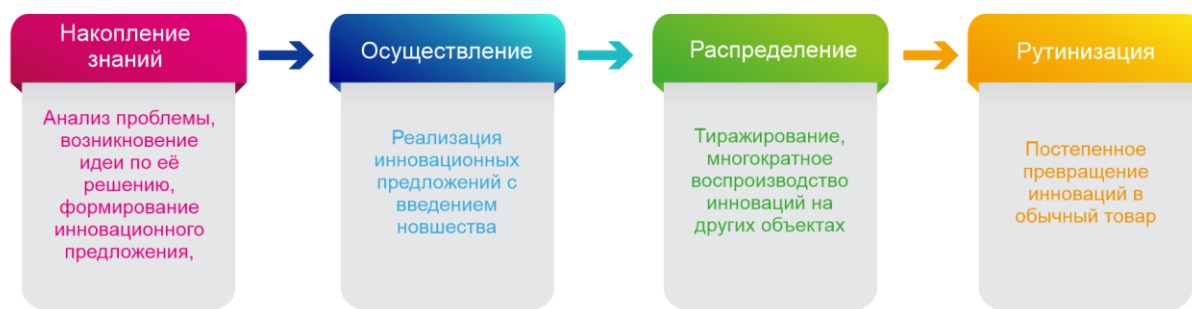 Накопление
знаний
Анализ проблемы,
возникновение
идеи по её
решению,
формирование
инновационного
предложения,
Осуществление
Реализация
инновационных
предложений с
введением
новшества
Распределение
Тиражирование,
многократное
воспроизводство
инноваций на
других объектах
Рутинизация
Постепенное
превращение
инноваций в
обычный товар